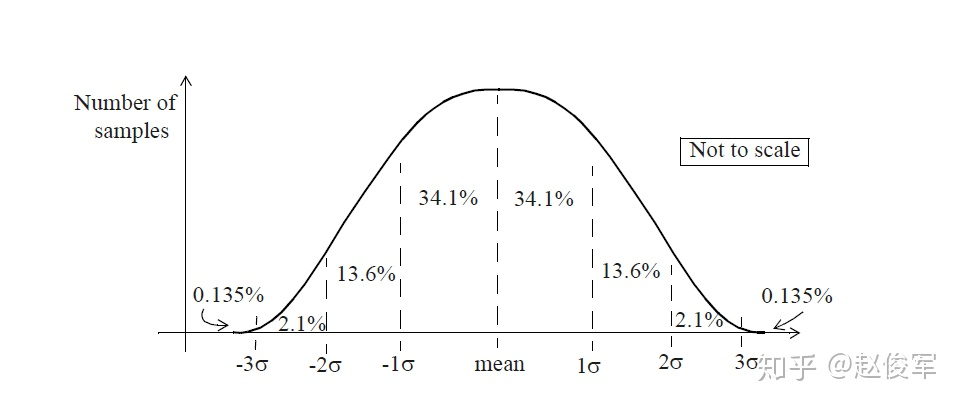 Number of
samples
Not to scale
34.1%
34.1%
13.6%
13.6%
0.135%
0.135%
2.1%
2.1%
-3σ
-2σ
-1σ
mean
1σ
2σ
3σ
知乎 @赵俊军